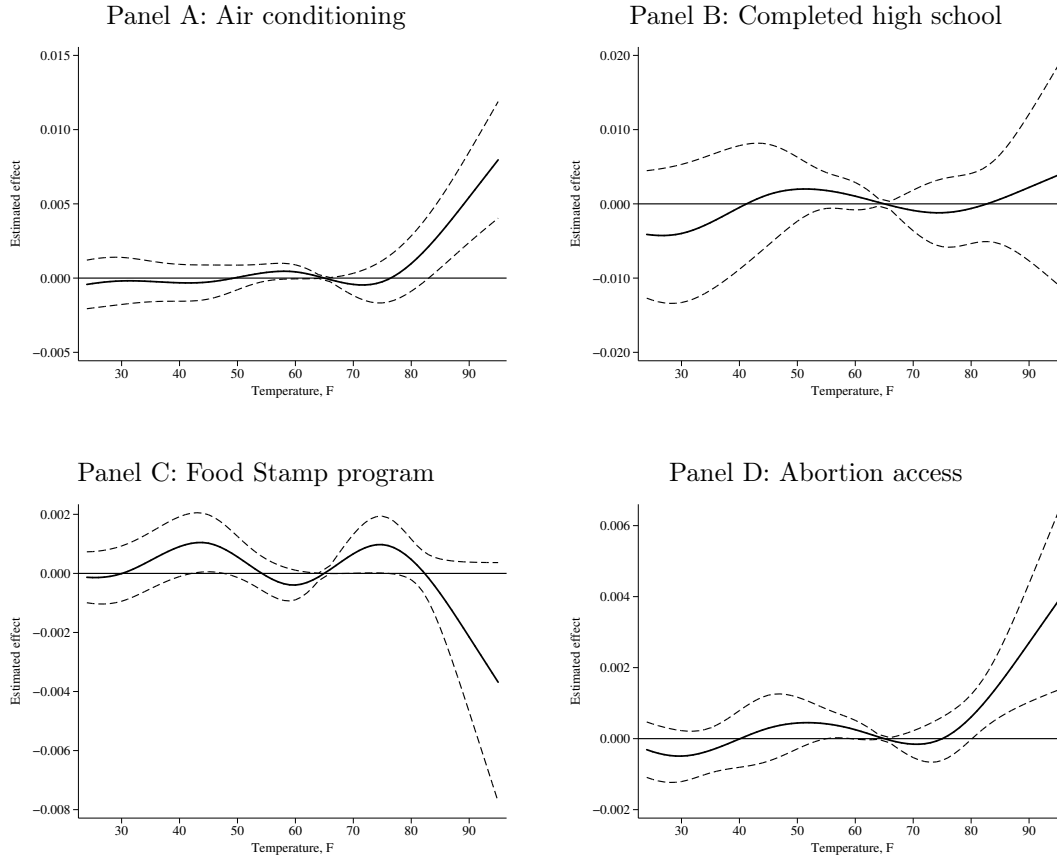 Panel A: Air conditioning
0.015
0.010
0.005
0.000
−0.005
Estimated effect
30 40 50 60 70 80 90
Temperature, F
Panel B: Completed high school
0.020
0.010
0.000
−0.010
−0.020
Estimated effect
30 40 50 60 70 80 90
Temperature, F
Panel C: Food Stamp program
0.002
0.000
−0.002
−0.004
−0.006
−0.008
Estimated effect
30 40 50 60 70 80 90
Temperature, F
Panel D: Abortion access
0.006
0.004
0.002
0.000
−0.002
Estimated effect
30 40 50 60 70 80 90
Temperature, F